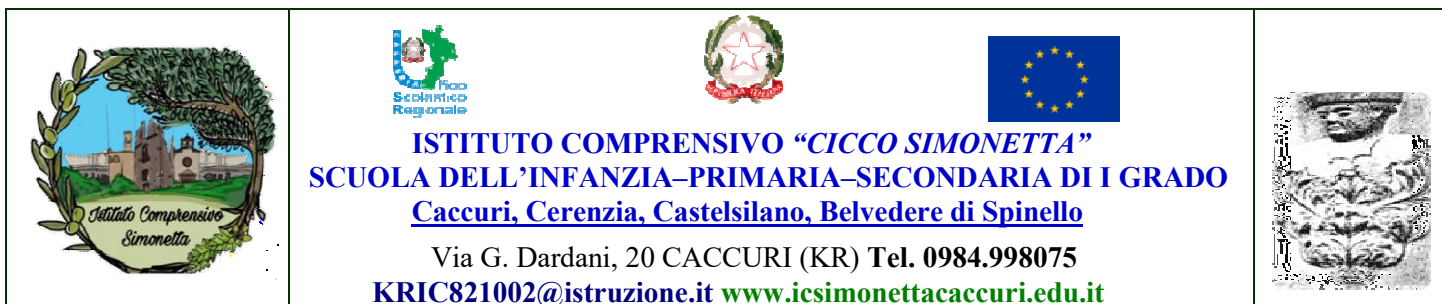 Istituto Comprensivo
Simonetta
Scolastico
Regionale
ISTITUTO COMPRENSIVO “CICCO SIMONETTA”
SCUOLA DELL’INFANZIA–PRIMARIA–SECONDARIA DI I GRADO
Caccuri, Cerenzia, Castelsilano, Belvedere di Spinello
Via G. Dardani, 20 CACCURI (KR) Tel. 0984.998075
KRIC821002@istruzione.it www.icsimonettacaccuri.edu.it